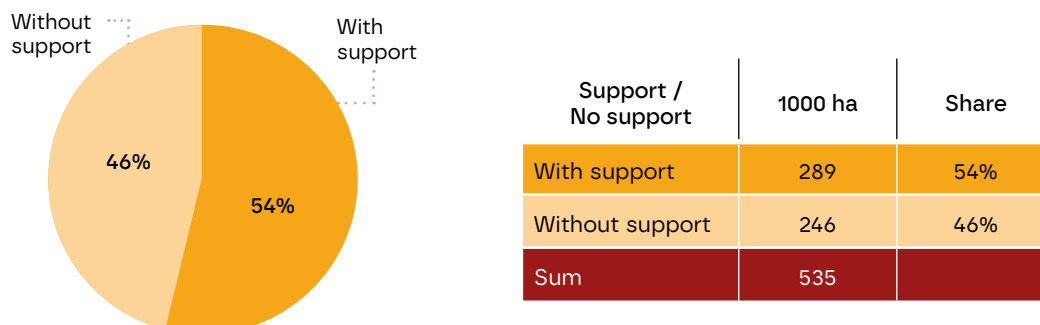 Without
support
With
support
46%
54%
Support /
No support
1000 ha
Share
With support 289 54%
Without support 246 46%
Sum 535